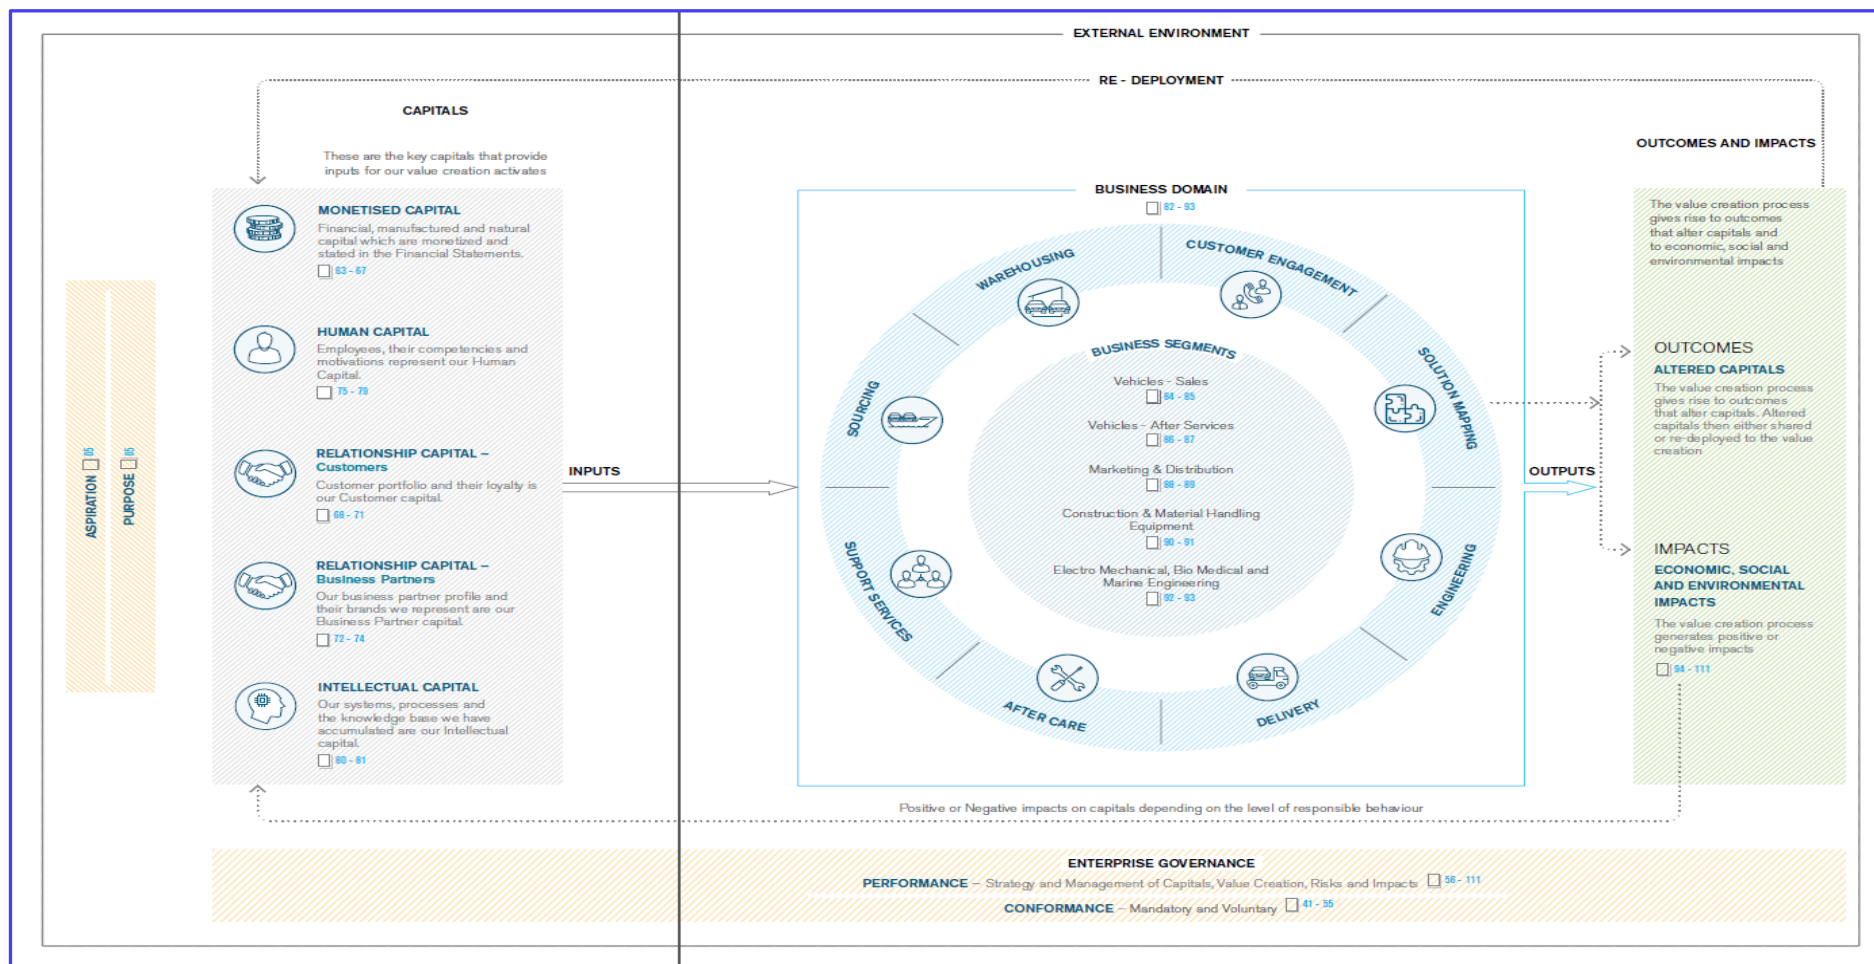 EXTERNAL ENVIRONMENT
RE - DEPLOYMENT
CAPITALS
These are the key capitals that provide
inputs for our value creation activates
MONETISED CAPITAL
Financial, manufactured and natural
capital which are monetized and
stated in the Financial Statements.
63 - 67
HUMAN CAPITAL
Employees, their competencies and
motivations represent our Human
Capital.
75 - 79
RELATIONSHIP CAPITAL –
Customers
Customer portfolio and their loyalty is
our Customer capital.
68 - 71
RELATIONSHIP CAPITAL –
Business Partners
Our business partner profile and
their brands we represent are our
Business Partner capital.
72 - 74
INTELLECTUAL CAPITAL
Our systems, processes and
the knowledge base we have
accumulated are our Intellectual
capital.
80 - 81
ASPIRATION 05
PURPOSE 05
INPUTS
BUSINESS DOMAIN
82 - 93
WAREHOUSING
CUSTOMER ENGAGEMENT
SOLUTION MAPPING
ENGINEERING
DELIVERY
AFTER CARE
SUPPORT SERVICES
SOURCING
BUSINESS SEGMENTS
Vehicles - Sales
84 - 85
Vehicles - After Services
86 - 87
Marketing & Distribution
88 - 89
Construction & Material Handling
Equipment
90 - 91
Electro Mechanical, Bio Medical and
Marine Engineering
92 - 93
OUTPUTS
OUTCOMES AND IMPACTS
The value creation process
gives rise to outcomes
that alter capitals and
to economic, social and
environmental impacts
OUTCOMES
ALTERED CAPITALS
The value creation process
gives rise to outcomes
that alter capitals. Altered
capitals then either shared
or re-deployed to the value
creation
IMPACTS
ECONOMIC, SOCIAL
AND ENVIRONMENTAL
IMPACTS
The value creation process
generates positive or
negative impacts
94 - 111
Positive or Negative impacts on capitals depending on the level of responsible behaviour
ENTERPRISE GOVERNANCE
PERFORMANCE – Strategy and Management of Capitals, Value Creation, Risks and Impacts 56 - 111
CONFORMANCE – Mandatory and Voluntary 41 - 55